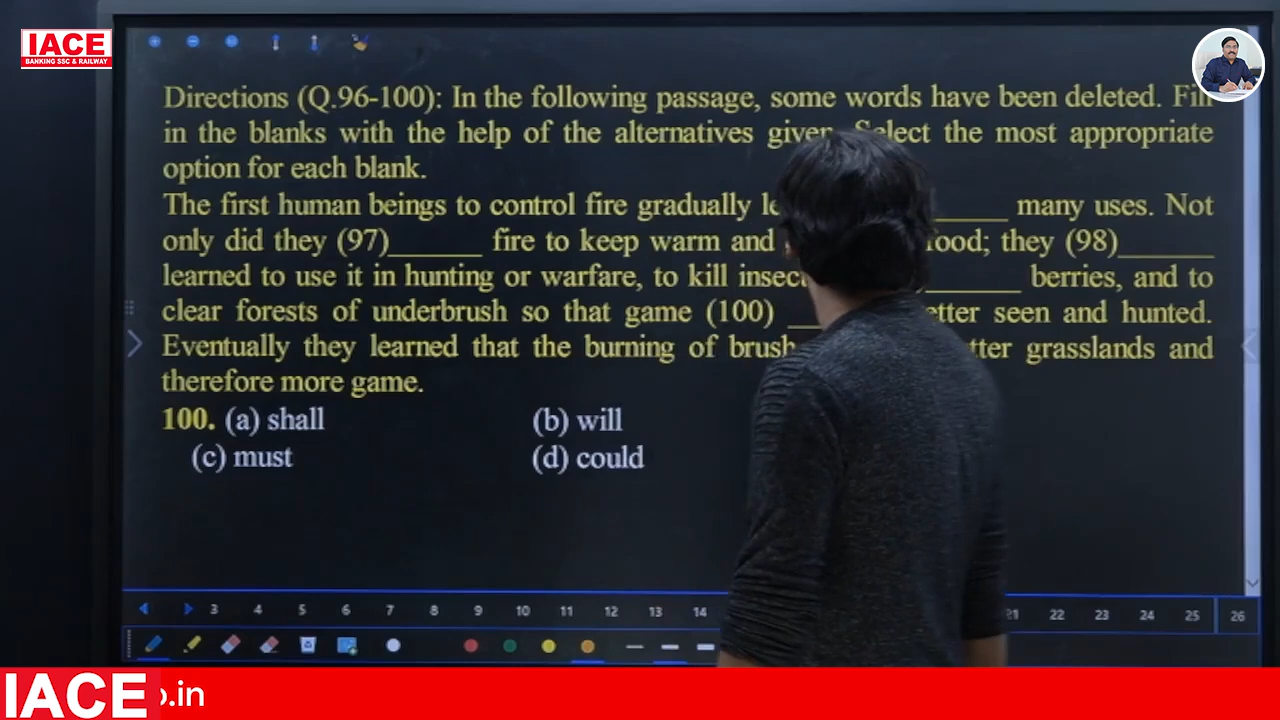 IACE
BANKING SSC & RAILWAY
Directions (Q.96-100): In the following passage, some words have been deleted. Fill
in the blanks with the help of the alternatives given. Select the most appropriate
option for each blank.
The first human beings to control fire gradually ______ many uses. Not
only did they (97)______ fire to keep warm and food; they (98)______
learned to use it in hunting or warfare, to kill ______ berries, and to
clear forests of underbrush so that game (100) __ better seen and hunted.
Eventually they learned that the burning of brush grasslands and
therefore more game.
100. (a) shall (b) will
(c) must (d) could
3 4 5 6 7 8 9 10 11 12 13 14 21 22 23 24 25 26
IACE .in